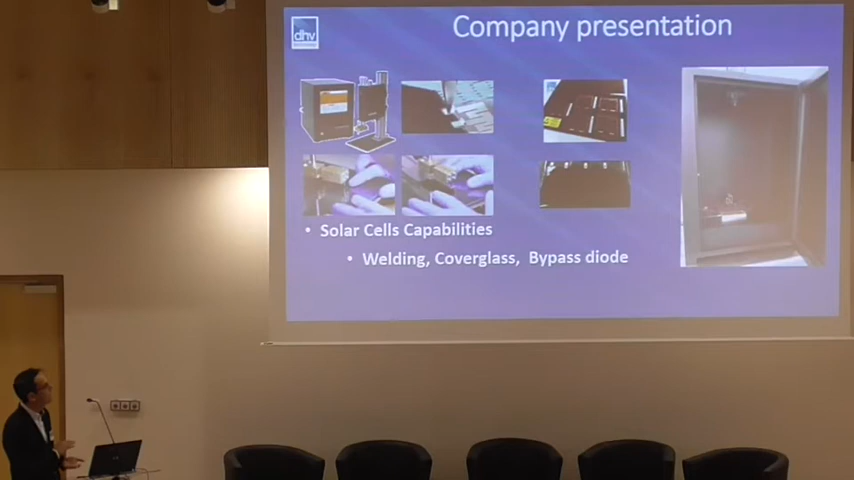 Company presentation
dhv
• Solar Cells Capabilities
• Welding, Coverglass, Bypass diode